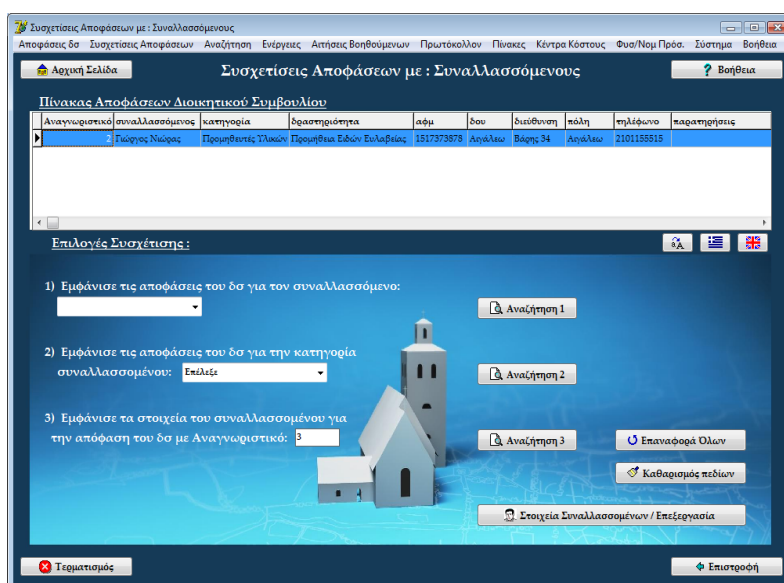 Συσχετίσεις Αποφάσεων με : Συναλλασσόμενους
Αποφάσεις δσ Συσχετίσεις Αποφάσεων Αναζήτηση Ενέργειες Αιτήσεις Βοηθούμενων Πρωτόκολλον Πίνακες Κέντρα Κόστους Φυσ/Νομ Πρόσ. Σύστημα Βοήθεια
Αρχική Σελίδα Συσχετίσεις Αποφάσεων με : Συναλλασσόμενους Βοήθεια
Πίνακας Αποφάσεων Διοικητικού Συμβουλίου
Αναγνωριστικό συναλλασσόμενος κατηγορία δραστηριότητα αφμ δου διεύθυνση πόλη τηλέφωνο παρατηρήσεις
2 Γιώργος Νιώρας Προμηθευτές Υλικών Προμήθεια Ειδών Ευλαβείας 1517373878 Αιγάλεω Βάρης 34 Αιγάλεω 2101155515
Επιλογές Συσχέτισης :
1) Εμφάνισε τις αποφάσεις του δσ για τον συναλλασσόμενο:
Αναζήτηση 1
2) Εμφάνισε τις αποφάσεις του δσ για την κατηγορία
συναλλασσομένου: Επέλεξε Αναζήτηση 2
3) Εμφάνισε τα στοιχεία του συναλλασσομένου για
την απόφαση του δσ με Αναγνωριστικό: 3 Αναζήτηση 3 Επαναφορά Όλων
Καθαρισμός πεδίων
Στοιχεία Συναλλασσομένων / Επεξεργασία
Τερματισμός Επιστροφή